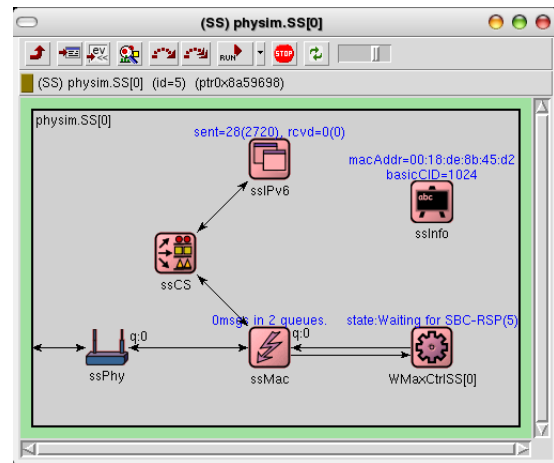 (SS) physim.SS[0]
RUN
STOP
(SS) physim.SS[0] (id=5) (ptr0x8a59698)
physim.SS[0]
sent=28(2720), rcvd=0(0)
ssIPv6
macAddr=00:18:de:8b:45:d2
basicCID=1024
abc
ssInfo
ssCS
0msgs in 2 queues.
state:Waiting for SBC-RSP(5)
q:0
q:0
ssPhy
ssMac
WMaxCtrlSS[0]